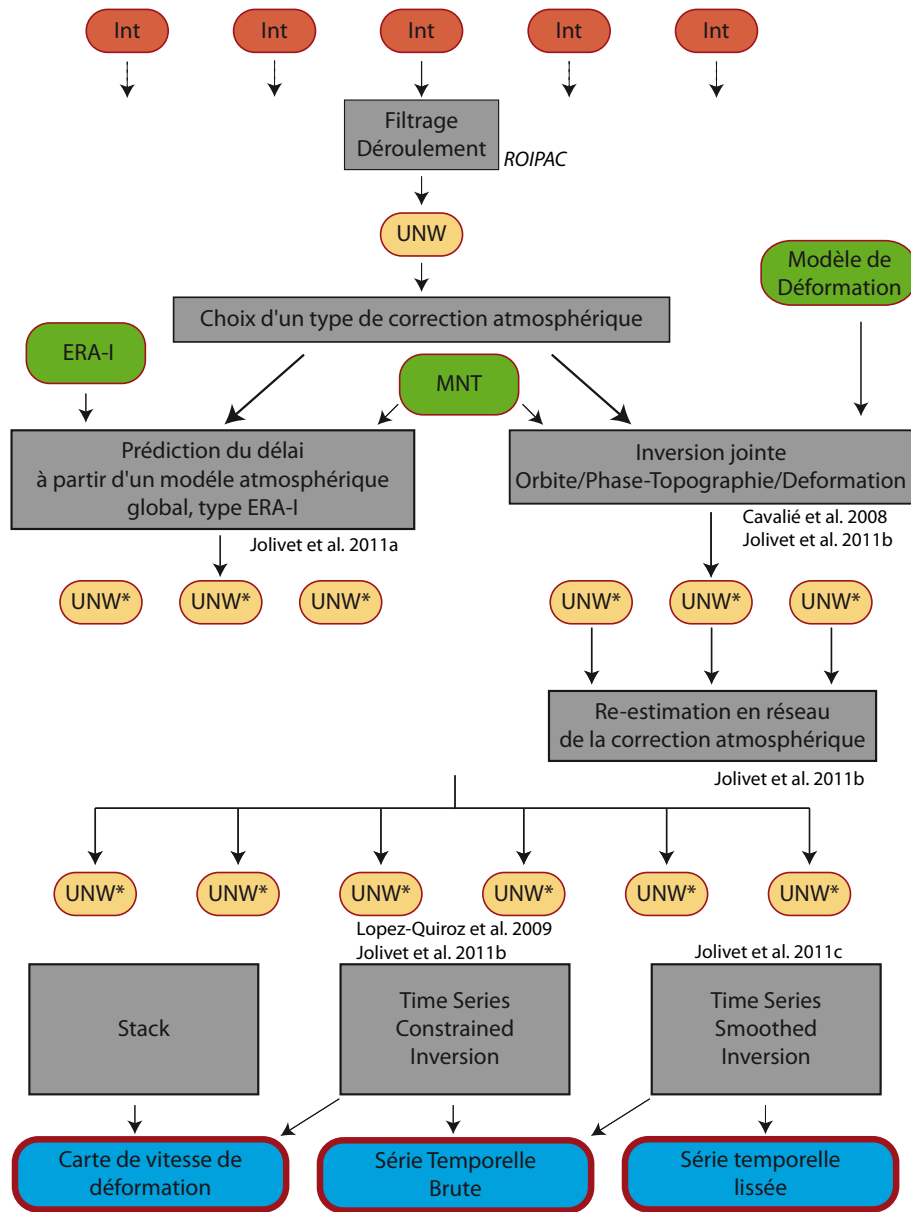 Int
Int
Int
Int
Int
Filtrage
Déroulement
ROIPAC
UNW
Modèle de
Déformation
Choix d'un type de correction atmosphérique
ERA-I
MNT
Prédiction du délai
à partir d'un modéle atmosphérique
global, type ERA-I
Jolivet et al. 2011a
Inversion jointe
Orbite/Phase-Topographie/Deformation
Cavalié et al. 2008
Jolivet et al. 2011b
UNW*
UNW*
UNW*
UNW*
UNW*
UNW*
Re-estimation en réseau
de la correction atmosphérique
Jolivet et al. 2011b
UNW*
UNW*
UNW*
UNW*
UNW*
UNW*
Lopez-Quiroz et al. 2009
Jolivet et al. 2011b
Jolivet et al. 2011c
Stack
Time Series
Constrained
Inversion
Time Series
Smoothed
Inversion
Carte de vitesse de
déformation
Série Temporelle
Brute
Série temporelle
lissée